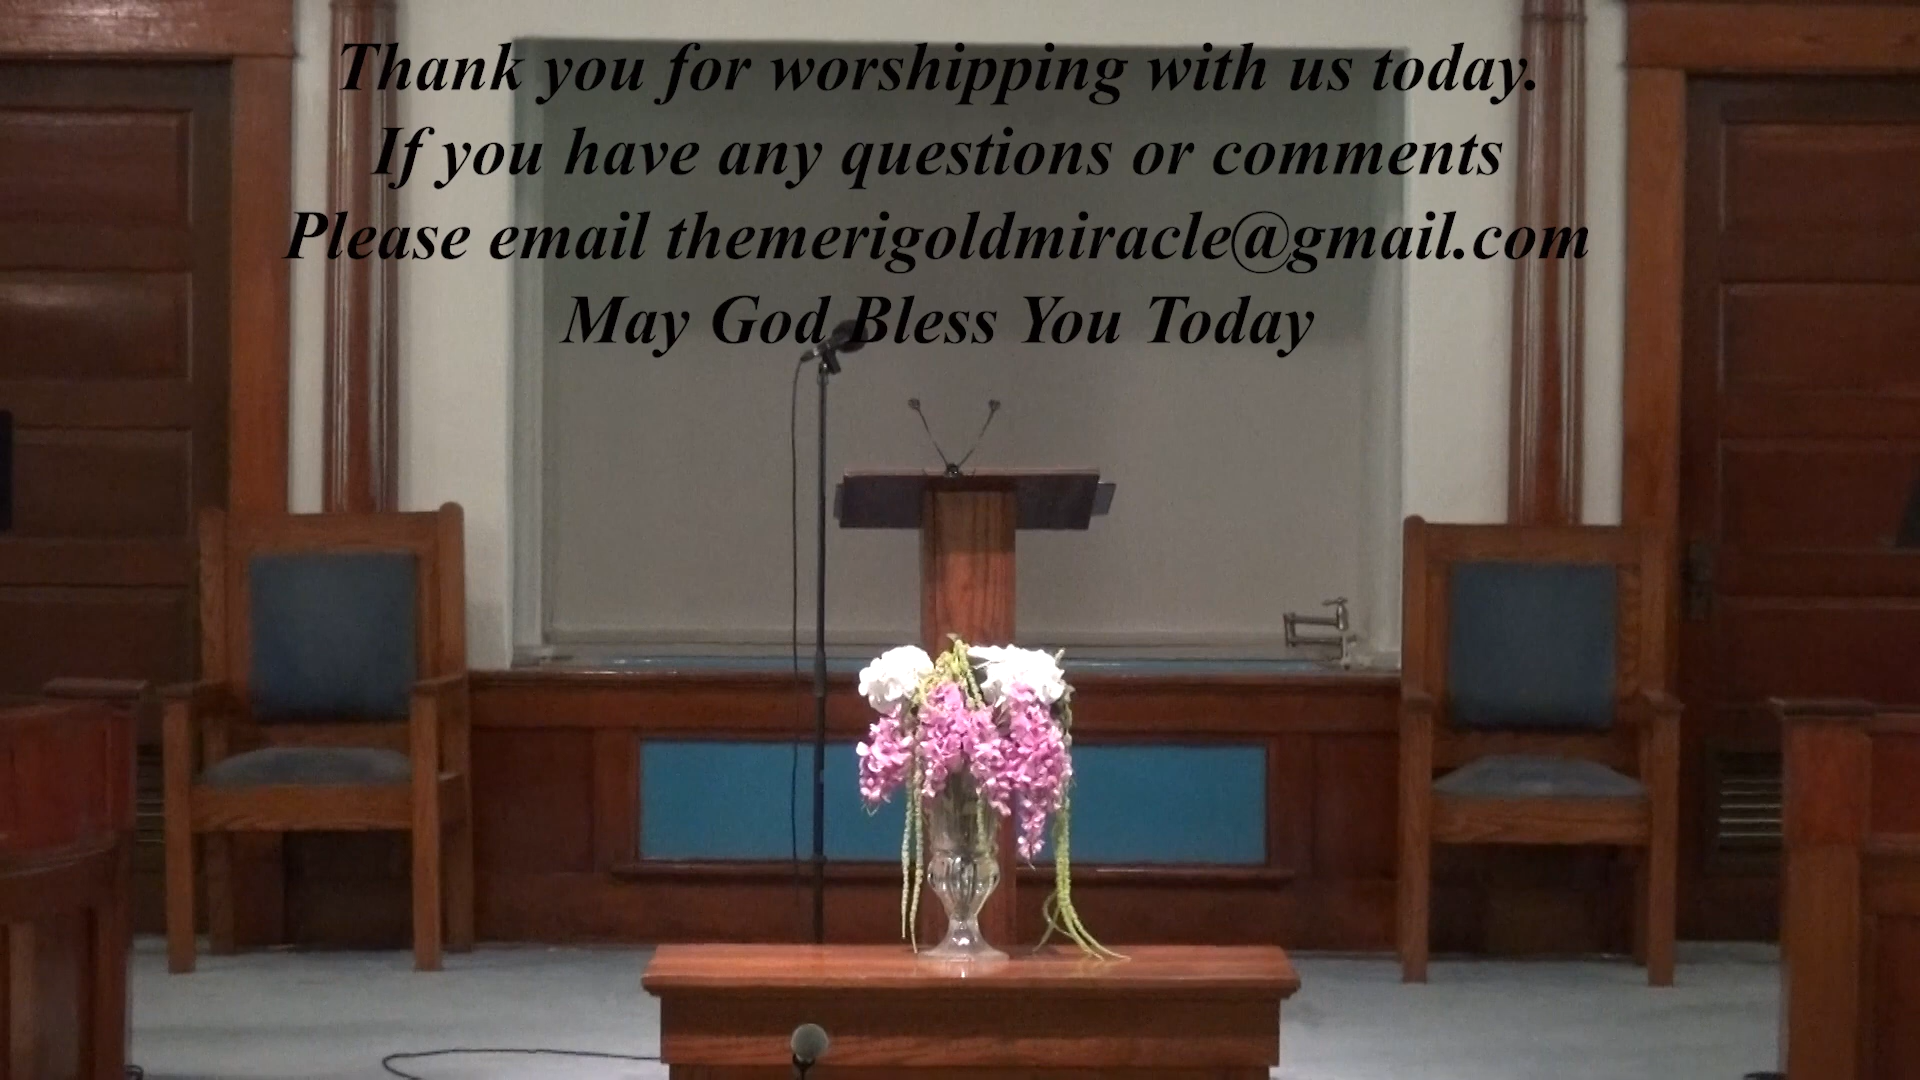 Thank you for worshipping with us today.
If you have any questions or comments
Please email themerigoldmiracle@gmail.com
May God Bless You Today